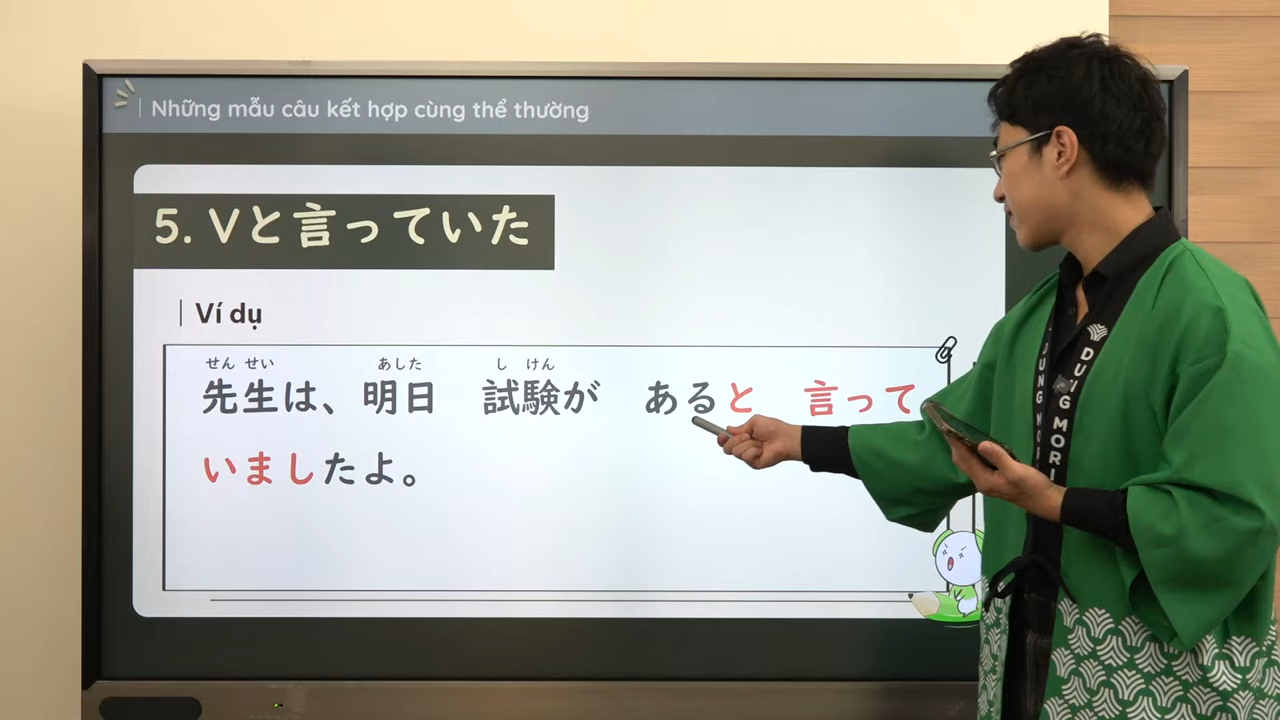 Những mẫu câu kết hợp cùng thể thường
5. Vと言っていた
Ví dụ
せん せい あした し けん
先生は、明日 試験が あると 言って
いましたよ。
DUNG MORI